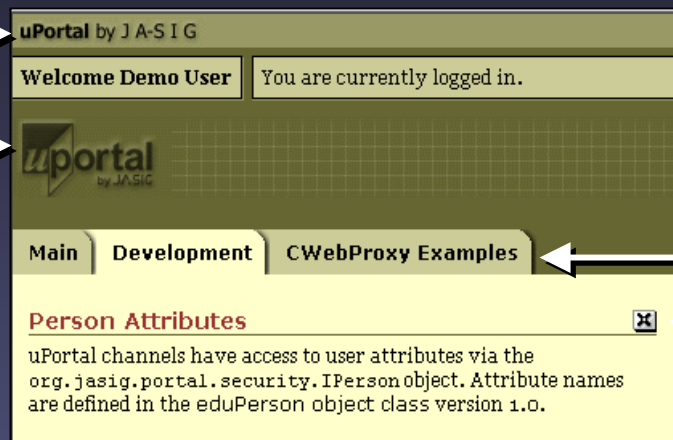 uPortal by J A-S I G
Welcome Demo User You are currently logged in.
uportal
by JASIG
Main Development CWebProxy Examples
Person Attributes
uPortal channels have access to user attributes via the
org.jasig.portal.security.IPerson object. Attribute names
are defined in the eduPerson object class version 1.0.